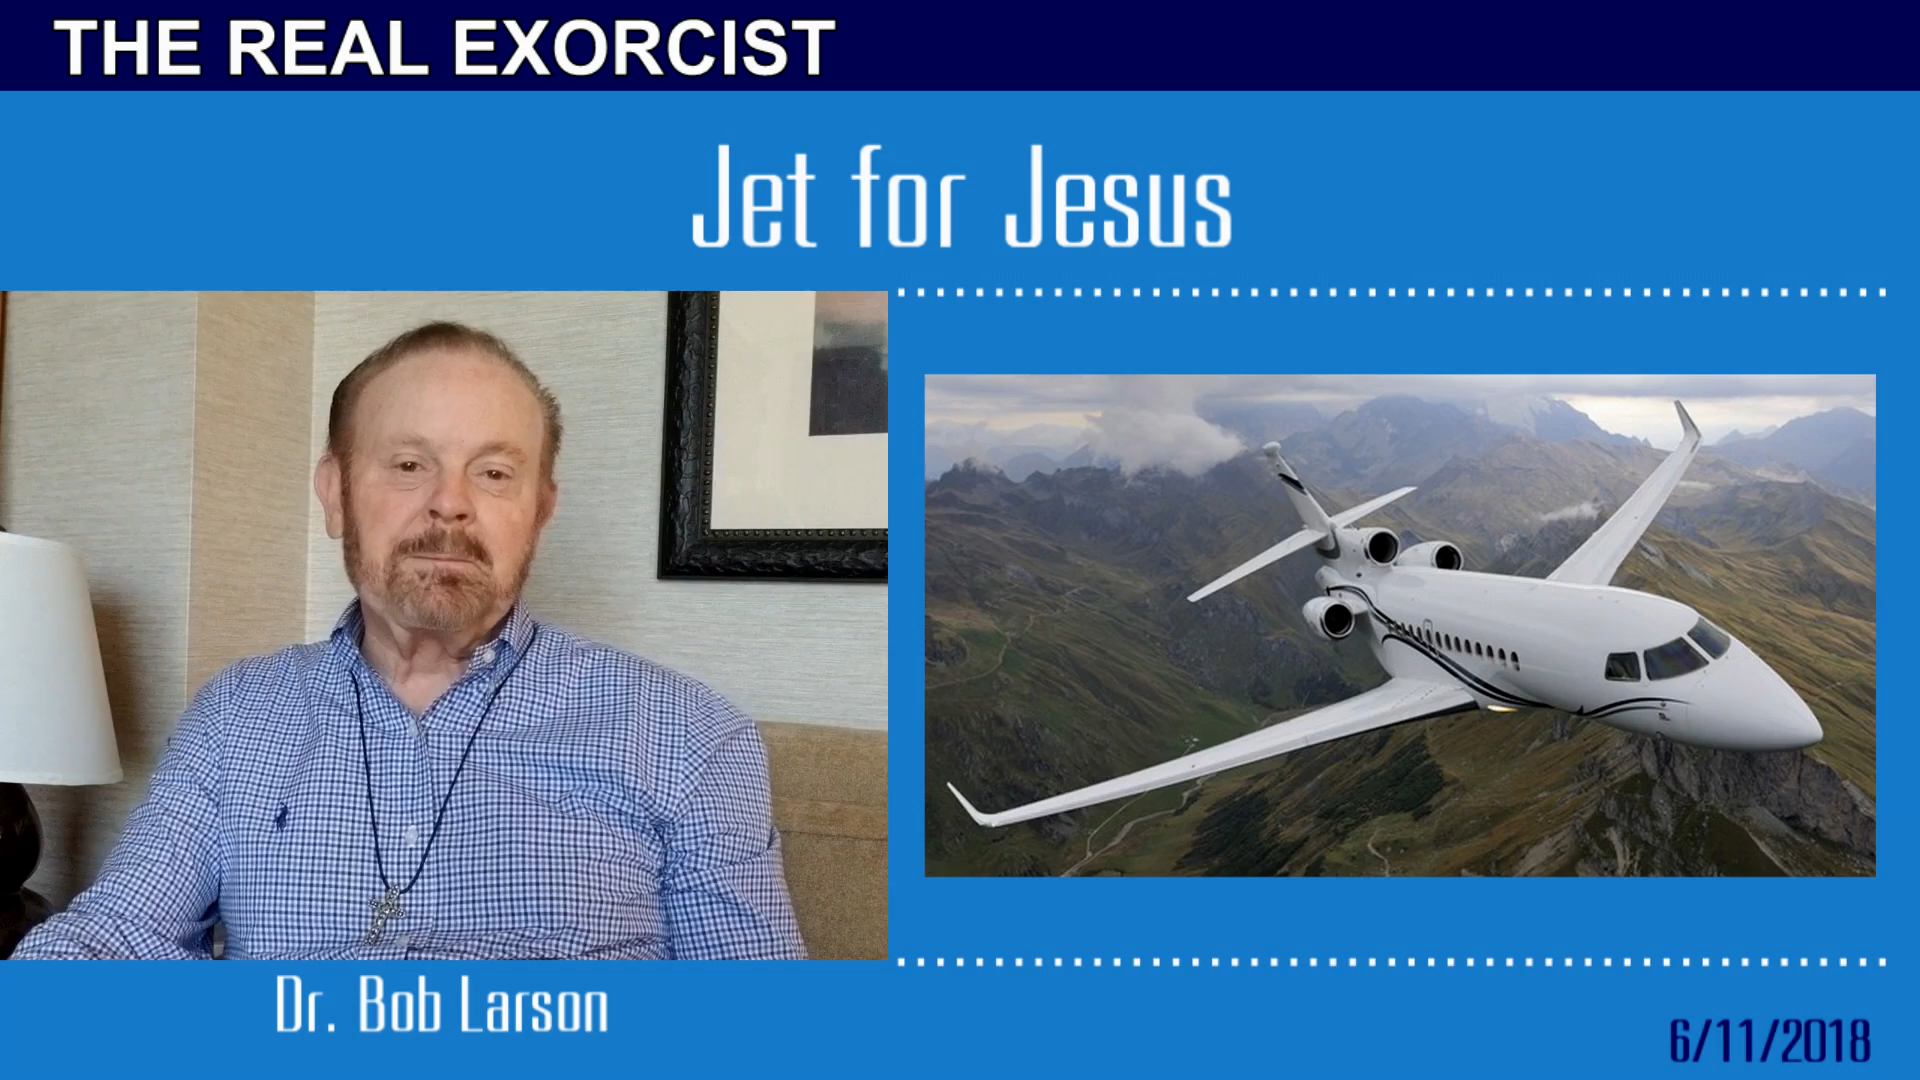 THE REAL EXORCIST
Jet for Jesus
Dr. Bob Larson
6/11/2018